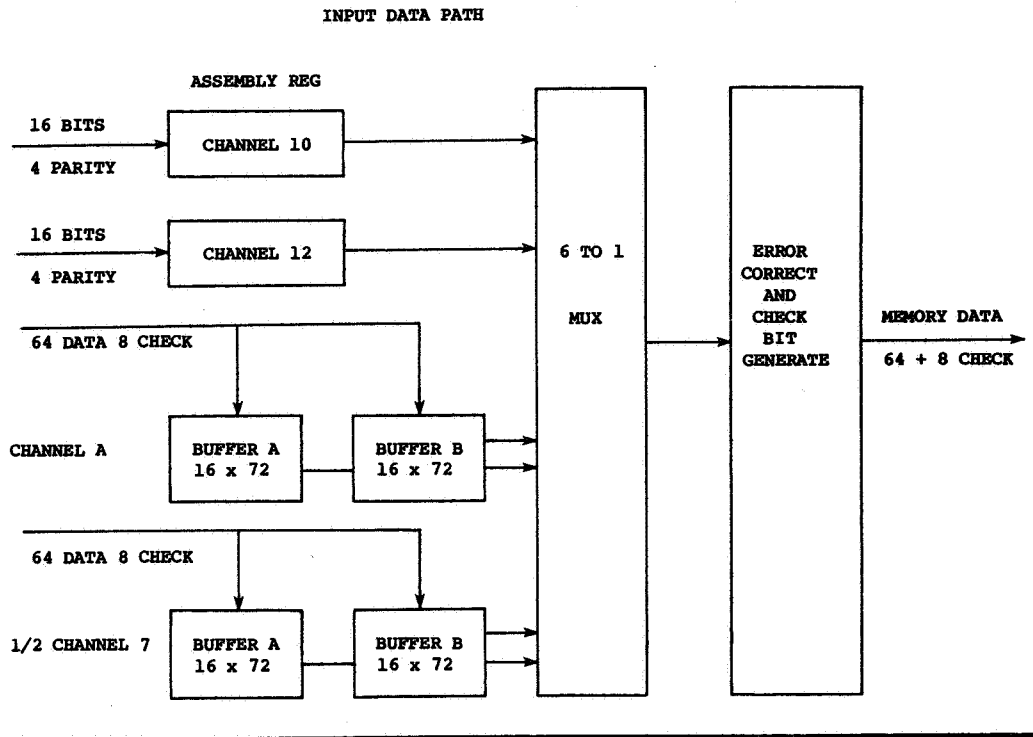 INPUT DATA PATH
ASSEMBLY REG
16 BITS
4 PARITY
CHANNEL 10
16 BITS
4 PARITY
CHANNEL 12
64 DATA 8 CHECK
CHANNEL A
BUFFER A
16 x 72
BUFFER B
16 x 72
64 DATA 8 CHECK
1/2 CHANNEL 7
BUFFER A
16 x 72
BUFFER B
16 x 72
6 TO 1
MUX
ERROR
CORRECT
AND
CHECK
BIT
GENERATE
MEMORY DATA
64 + 8 CHECK